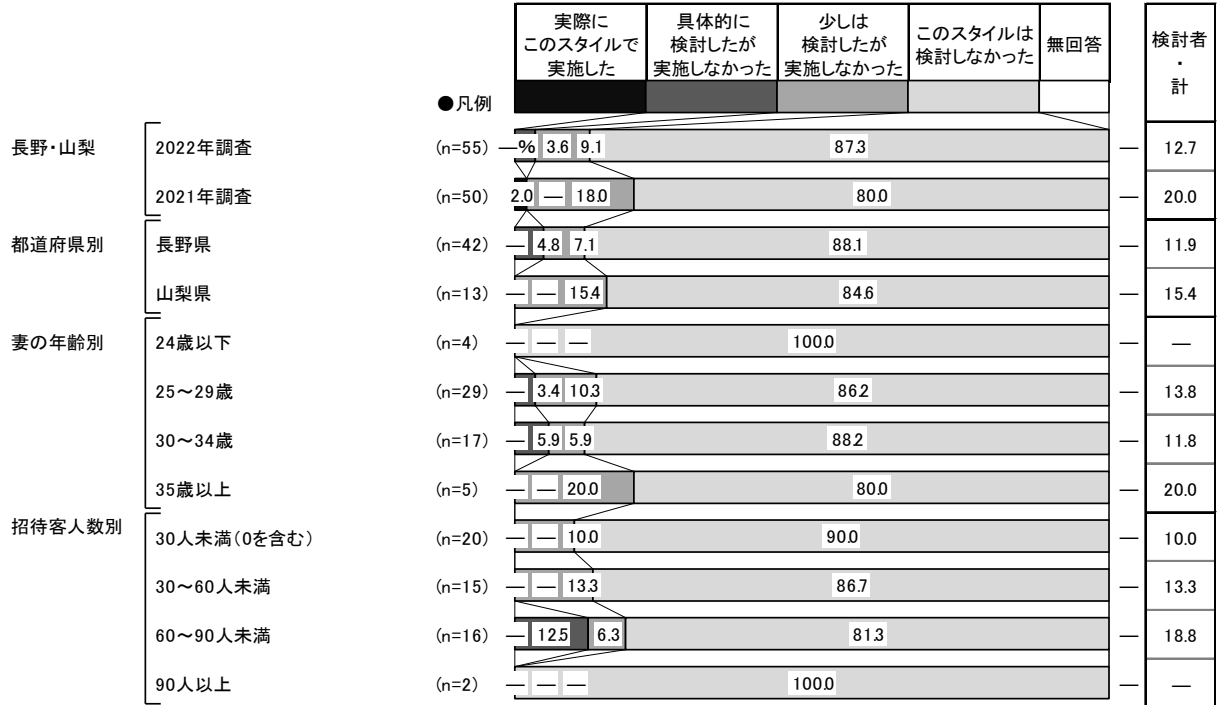 実際に
このスタイルで
実施した
具体的に
検討したが
実施しなかった
少しは
検討したが
実施しなかった
このスタイルは
検討しなかった
無回答
検討者
・
計
●凡例
長野・山梨 2022年調査 (n=55) —% 3.6 9.1 87.3 — 12.7
2021年調査 (n=50) 2.0 — 18.0 80.0 — 20.0
都道府県別 長野県 (n=42) — 4.8 7.1 88.1 — 11.9
山梨県 (n=13) — — 15.4 84.6 — 15.4
妻の年齢別 24歳以下 (n=4) — — — 100.0 — —
25～29歳 (n=29) — 3.4 10.3 86.2 — 13.8
30～34歳 (n=17) — 5.9 5.9 88.2 — 11.8
35歳以上 (n=5) — — 20.0 80.0 — 20.0
招待客人数別 30人未満(0を含む) (n=20) — — 10.0 90.0 — 10.0
30～60人未満 (n=15) — — 13.3 86.7 — 13.3
60～90人未満 (n=16) — 12.5 6.3 81.3 — 18.8
90人以上 (n=2) — — — 100.0 — —